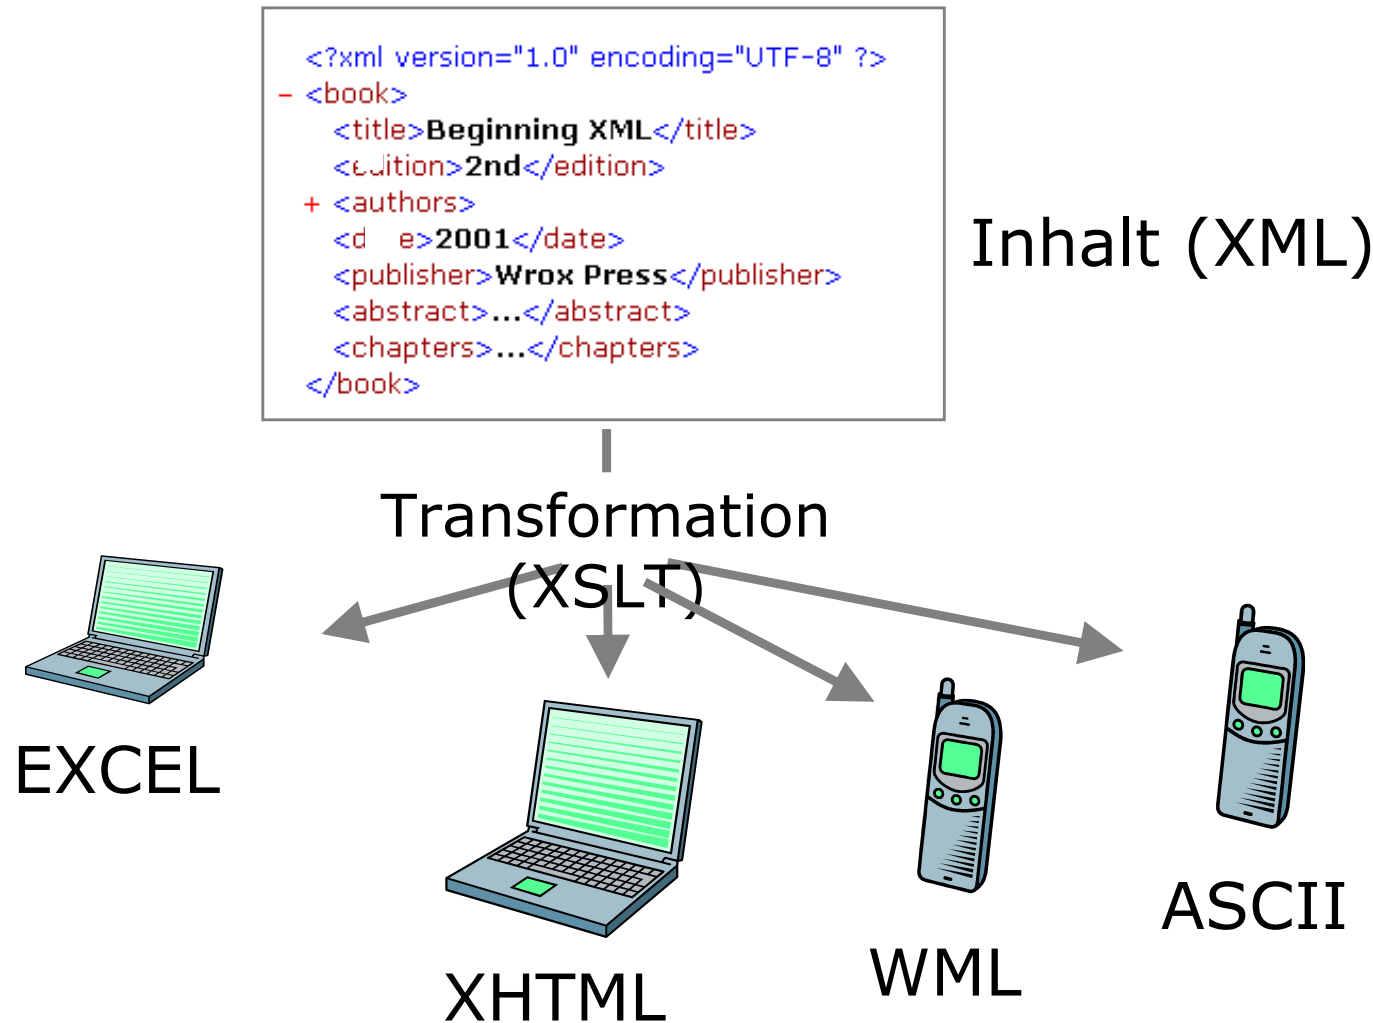 <?xml version="1.0" encoding="UTF-8" ?>
- <book>
<title>Beginning XML</title>
<edition>2nd</edition>
+ <authors>
<d e>2001</date>
<publisher>Wrox Press</publisher>
<abstract>...</abstract>
<chapters>...</chapters>
</book>
Inhalt (XML)
Transformation
(XSLT)
EXCEL
XHTML
WML
ASCII